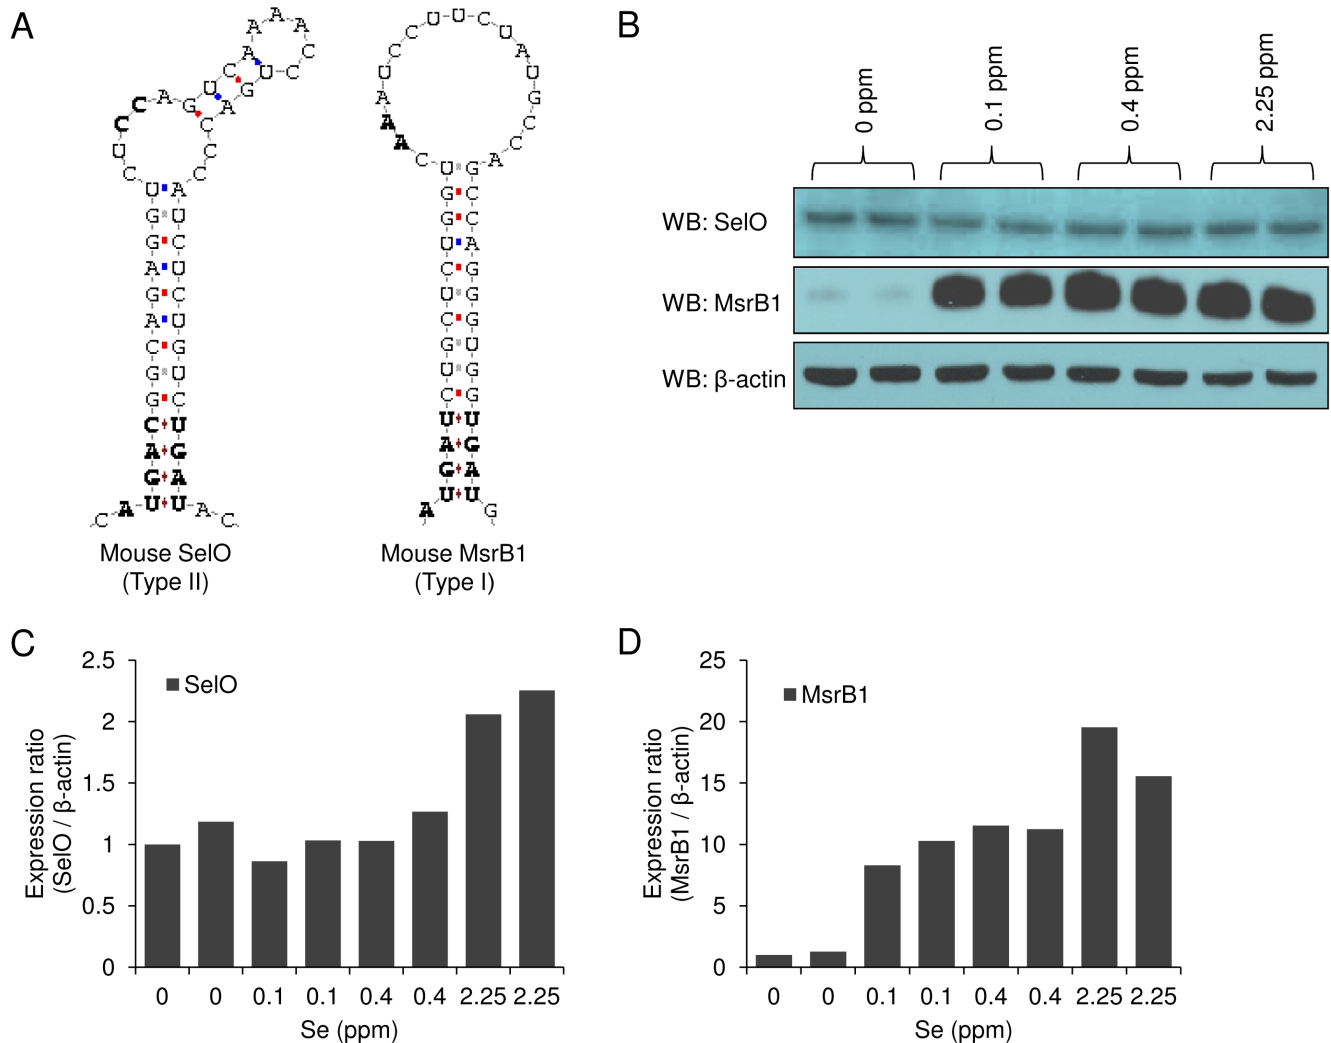 A
CAUGACGGCAGAGGUCUCCAGUCAAAACCUGACCCAUCUCUGUCUGAUAC
Mouse SelO
(Type II)
AUGAUCUGCUCUGGUCAAAUCCUUCUAUGCCAGCCAGGGUGGUGAUG
Mouse MsrB1
(Type I)
B
0 ppm
0.1 ppm
0.4 ppm
2.25 ppm
WB: SelO
WB: MsrB1
WB: β-actin
C
Expression ratio
(SelO / β-actin)
2.5
2
1.5
1
0.5
0
SelO
0 0 0.1 0.1 0.4 0.4 2.25 2.25
Se (ppm)
D
Expression ratio
(MsrB1 / β-actin)
25
20
15
10
5
0
MsrB1
0 0 0.1 0.1 0.4 0.4 2.25 2.25
Se (ppm)